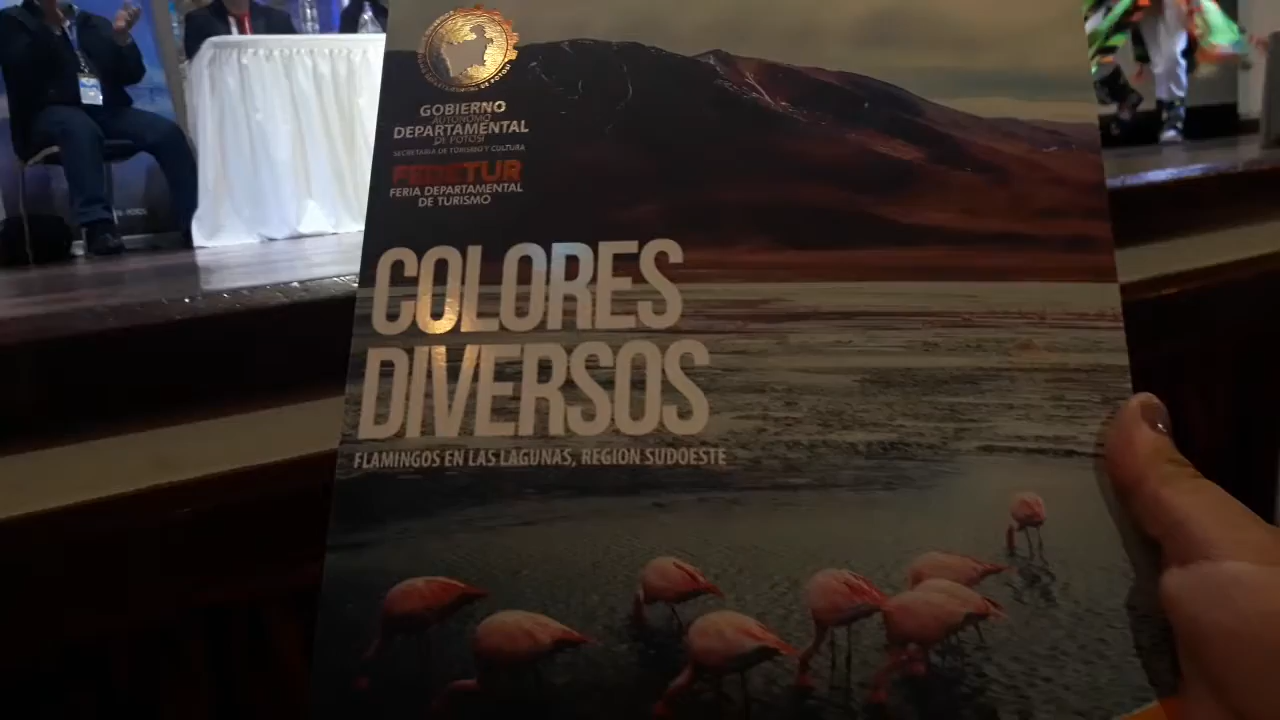 GOBIERNO
AUTÓNOMO
DEPARTAMENTAL
DE POTOSÍ
SECRETARÍA DE TURISMO Y CULTURA
FEDETUR
FERIA DEPARTAMENTAL
DE TURISMO
COLORES
DIVERSOS
FLAMINGOS EN LAS LAGUNAS, REGION SUDOESTE